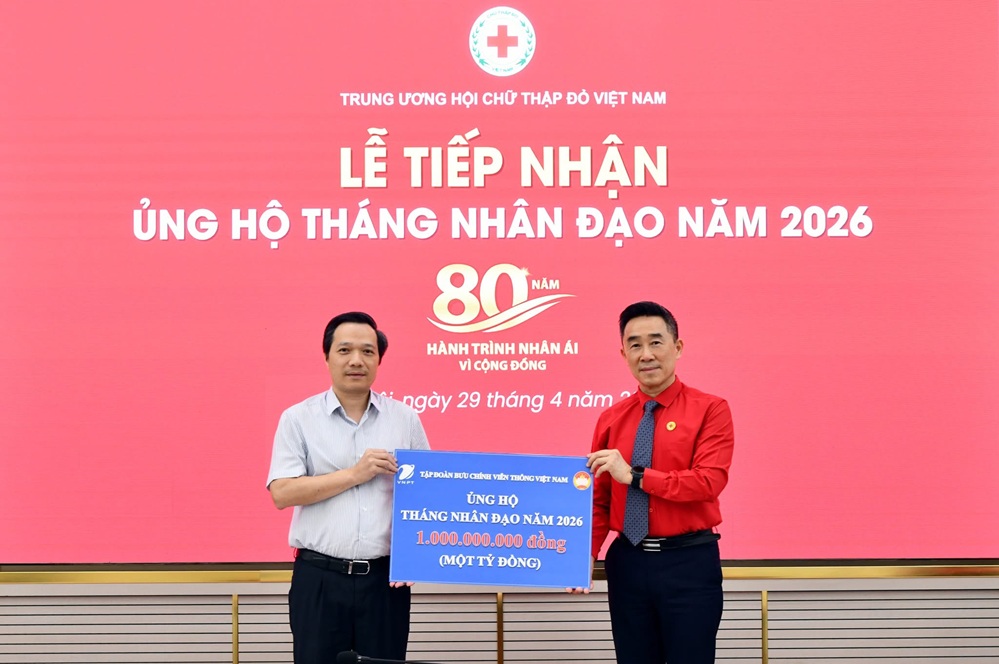 TRUNG ƯƠNG HỘI CHỮ THẬP ĐỎ VIỆT NAM
LỄ TIẾP NHẬN
ỦNG HỘ THÁNG NHÂN ĐẠO NĂM 2026
80 NĂM
HÀNH TRÌNH NHÂN ÁI
VÌ CỘNG ĐỒNG
ngày 29 tháng 4 năm
VNPT
TẬP ĐOÀN BƯU CHÍNH VIỄN THÔNG VIỆT NAM
ỦNG HỘ
THÁNG NHÂN ĐẠO NĂM 2026
1.000.000.000 đồng
(MỘT TỶ ĐỒNG)